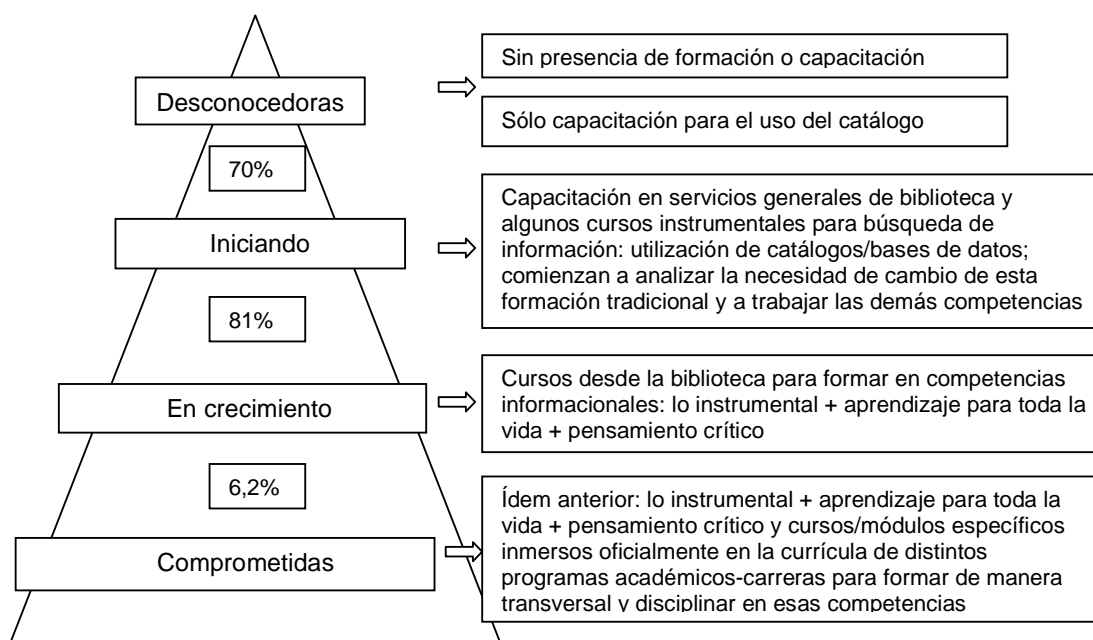 Desconocedoras
Sin presencia de formación o capacitación
Sólo capacitación para el uso del catálogo
70%
Iniciando
Capacitación en servicios generales de biblioteca y
algunos cursos instrumentales para búsqueda de
información: utilización de catálogos/bases de datos;
comienzan a analizar la necesidad de cambio de esta
formación tradicional y a trabajar las demás competencias
81%
En crecimiento
Cursos desde la biblioteca para formar en competencias
informacionales: lo instrumental + aprendizaje para toda la
vida + pensamiento crítico
6,2%
Comprometidas
Ídem anterior: lo instrumental + aprendizaje para toda la
vida + pensamiento crítico y cursos/módulos específicos
inmersos oficialmente en la currícula de distintos
programas académicos-carreras para formar de manera
transversal y disciplinar en esas competencias